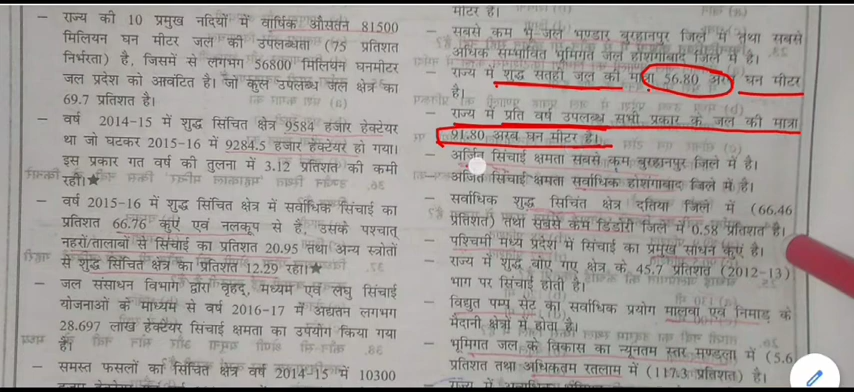 – राज्य की 10 प्रमुख नदियों में वार्षिक औसतन 81500
मिलियन घन मीटर जल की उपलब्धता (75 प्रतिशत
निर्भरता) है, जिसमें से लगभग 56800 मिलियन घनमीटर
जल प्रदेश को आवंटित है। जो कुल उपलब्ध जल क्षेत्र का
69.7 प्रतिशत है।
– वर्ष 2014-15 में शुद्ध सिंचित क्षेत्र 9584 हजार हेक्टेयर
था जो घटकर 2015-16 में 9284.5 हजार हेक्टेयर हो गया।
इस प्रकार गत वर्ष की तुलना में 3.12 प्रतिशत की कमी
रही।★
– वर्ष 2015-16 में शुद्ध सिंचित क्षेत्र में सर्वाधिक सिंचाई का
प्रतिशत 66.76 कुएं एवं नलकूप से है, उसके पश्चात्
नहरों/तालाबों से सिंचाई का प्रतिशत 20.95 तथा अन्य स्त्रोतों
से शुद्ध सिंचित क्षेत्र का प्रतिशत 12.29 रहा।★
– जल संसाधन विभाग द्वारा वृहद्, मध्यम एवं लघु सिंचाई
योजनाओं के माध्यम से वर्ष 2016-17 में अद्यतन लगभग
28.697 लाख हेक्टेयर सिंचाई क्षमता का उपयोग किया गया
है।
– समस्त फसलों का सिंचित क्षेत्र वर्ष 2014-15 में 10300
मीटर है।
– सबसे कम भू-जल भण्डार बुरहानपुर जिले में तथा सबसे
अधिक सम्भावित भूमिगत जल होशंगाबाद जिले में है।
– राज्य में शुद्ध सतही जल की मात्रा 56.80 अरब घन मीटर
है।
– राज्य में प्रति वर्ष उपलब्ध सभी प्रकार के जल की मात्रा
91.80 अरब घन मीटर है।
– अर्जित सिंचाई क्षमता सबसे कम बुरहानपुर जिले में है।
– अर्जित सिंचाई क्षमता सर्वाधिक होशंगाबाद जिले में है।
– सर्वाधिक शुद्ध सिंचित क्षेत्र दतिया जिले में (66.46
प्रतिशत) तथा सबसे कम डिंडोरी जिले में 0.58 प्रतिशत है।
– पश्चिमी मध्य प्रदेश में सिंचाई का प्रमुख साधन कुएं है।
– राज्य में शुद्ध बोए गए क्षेत्र के 45.7 प्रतिशत (2012-13)
भाग पर सिंचाई होती है।
– विद्युत पम्प सेट का सर्वाधिक प्रयोग मालवा एवं निमाड़ के
मैदानी क्षेत्रों में होता है।
– भूमिगत जल के विकास का न्यूनतम स्तर मण्डला में (5.6
प्रतिशत तथा अधिकतम रतलाम में (117.3 प्रतिशत) है।